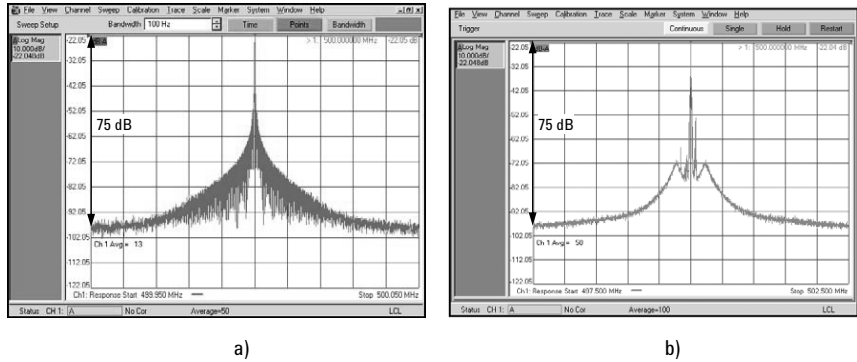 File View Channel Sweep Calibration Trace Scale Marker System Window Help
Sweep Setup Bandwidth 100 Hz Time Points Bandwidth
Log Mag
10.000dB/
-22.05
> 1: 500.000000 MHz -22.05 dB
75 dB
-42.05
-52.05
-62.05
-72.05
-82.05
-92.05
-102.05
Ch 1 Avg = 13
-112.05
-122.05
Ch1: Response Start 499.950 MHz Stop 500.050 MHz
Status CH 1: A No Cor Average=50 LCL
a)
File View Channel Sweep Calibration Trace Scale Marker System Window Help
Trigger Continuous Single Hold Restart
Log Mag
10.000dB/
-22.048dB
-22.05
> 1: 500.000000 MHz -22.04 dB
75 dB
-42.05
-52.05
-62.05
-72.05
-82.05
-92.05
-102.05
Ch 1 Avg = 50
-112.05
-122.05
Ch1: Response Start 497.500 MHz Stop 502.500 MHz
Status CH 1: A No Cor Average=100 LCL
b)